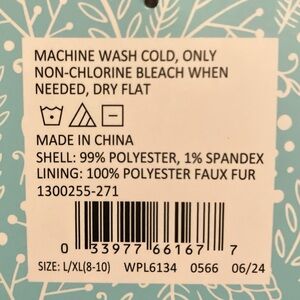 MACHINE WASH COLD, ONLY
NON-CHLORINE BLEACH WHEN
NEEDED, DRY FLAT
MADE IN CHINA
SHELL: 99% POLYESTER, 1% SPANDEX
LINING: 100% POLYESTER FAUX FUR
1300255-271
0 33977 66167 7
SIZE: L/XL(8-10) WPL6134 0566 06/24